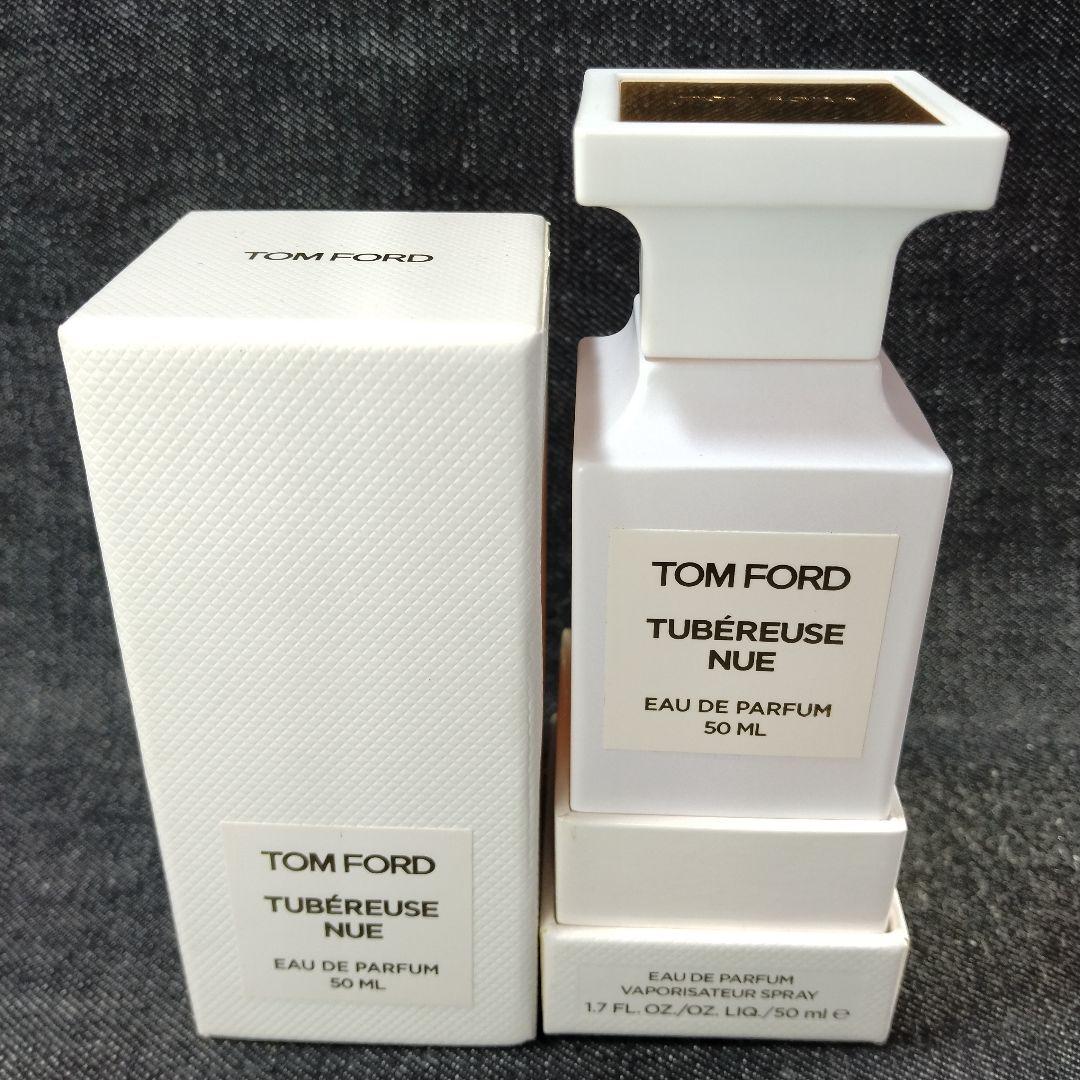 TOM FORD
TOM FORD
TUBÉREUSE
NUE
EAU DE PARFUM
50 ML
TOM FORD
TUBÉREUSE
NUE
EAU DE PARFUM
50 ML
EAU DE PARFUM
VAPORISATEUR SPRAY
1.7 FL. OZ./OZ. LIQ./50 ml ℮